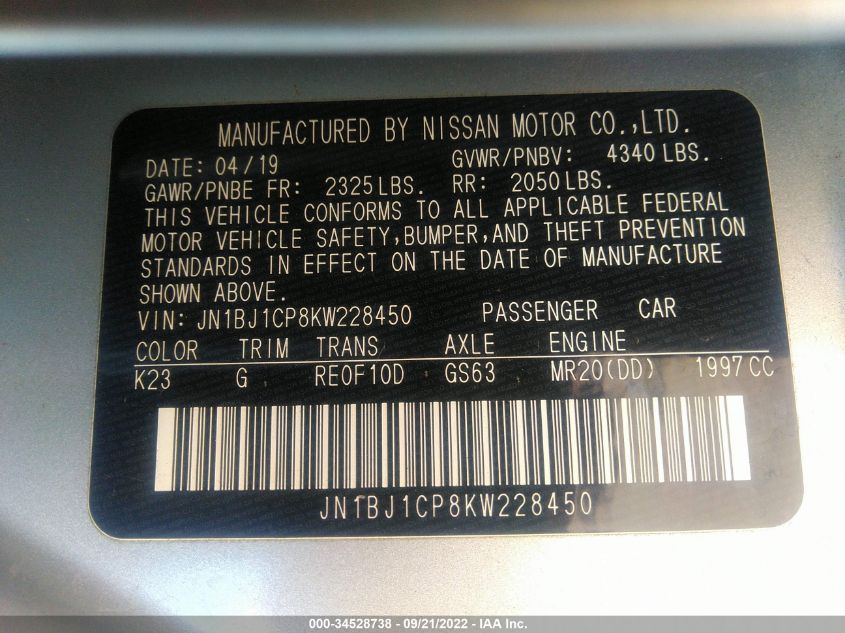 MANUFACTURED BY NISSAN MOTOR CO.,LTD.
DATE: 04/19 GVWR/PNBV: 4340 LBS.
GAWR/PNBE FR: 2325 LBS. RR: 2050 LBS.
THIS VEHICLE CONFORMS TO ALL APPLICABLE FEDERAL
MOTOR VEHICLE SAFETY,BUMPER,AND THEFT PREVENTION
STANDARDS IN EFFECT ON THE DATE OF MANUFACTURE
SHOWN ABOVE.
VIN: JN1BJ1CP8KW228450 PASSENGER CAR
COLOR TRIM TRANS AXLE ENGINE
K23 G RE0F10D GS63 MR20(DD) 1997 CC
JN1BJ1CP8KW228450
000-34528738 - 09/21/2022 - IAA Inc.